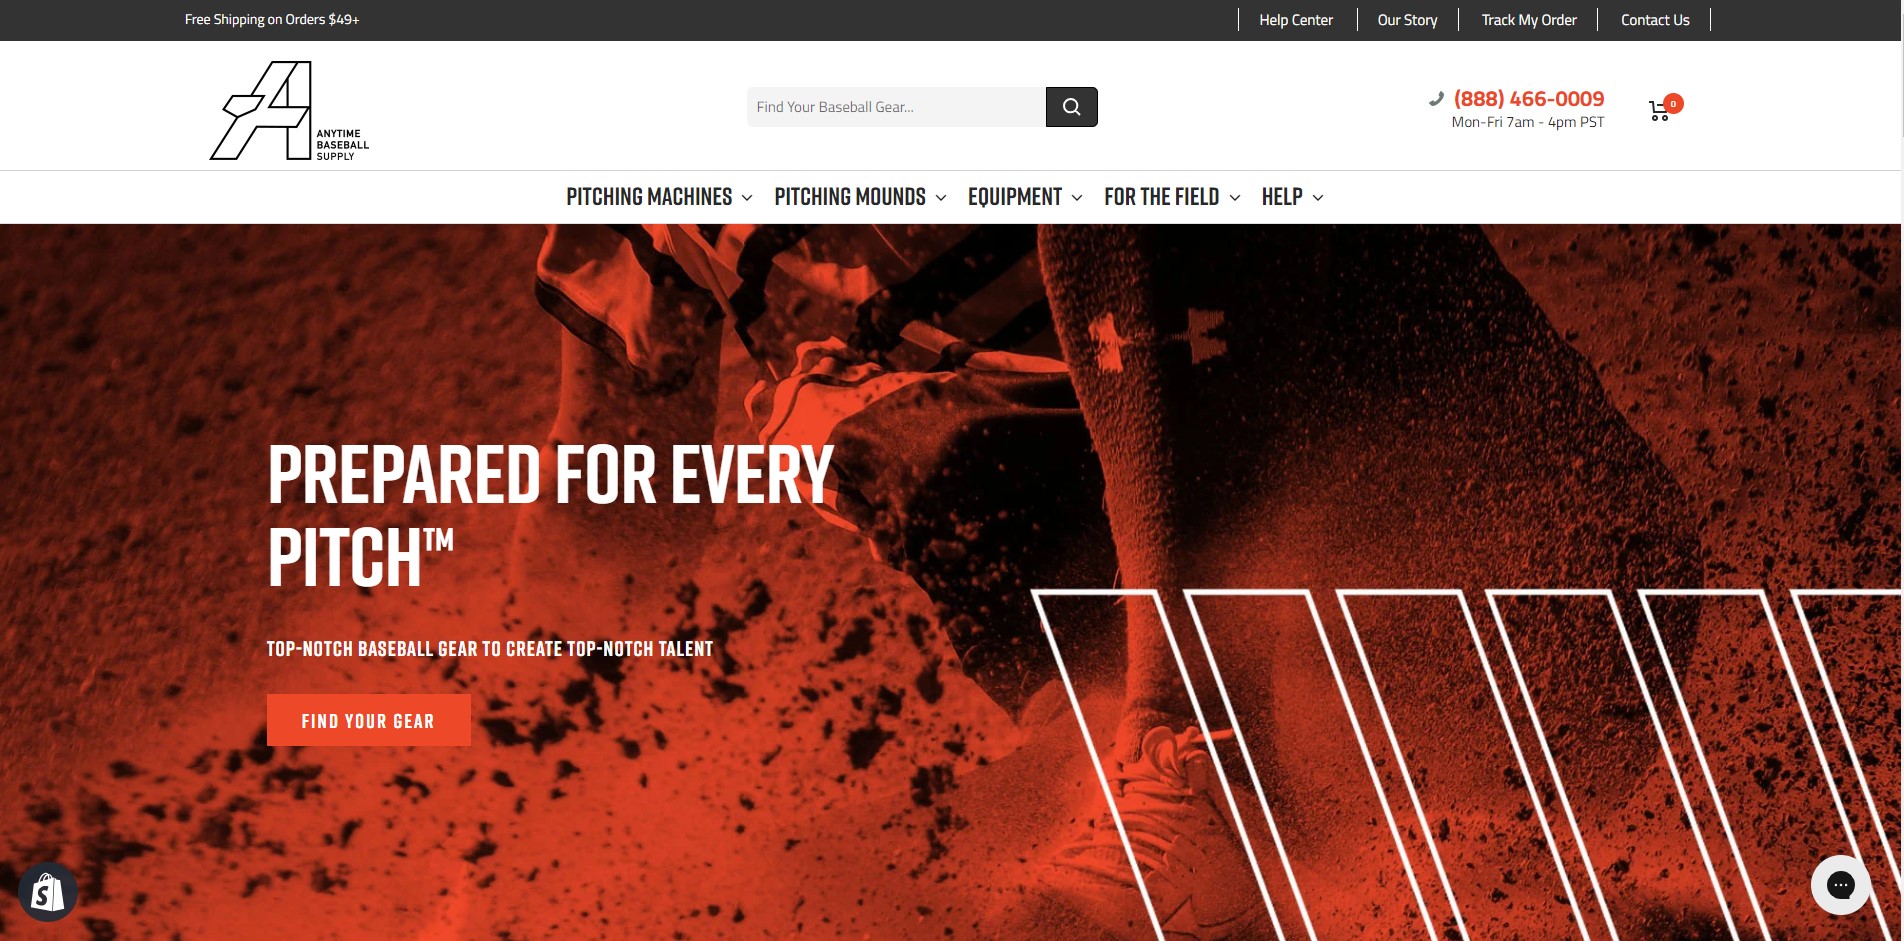 Free Shipping on Orders $49+
Help Center
Our Story
Track My Order
Contact Us
ANYTIME
BASEBALL
SUPPLY
Find Your Baseball Gear...
(888) 466-0009
Mon-Fri 7am - 4pm PST
0
PITCHING MACHINES
PITCHING MOUNDS
EQUIPMENT
FOR THE FIELD
HELP
PREPARED FOR EVERY
PITCH™
TOP-NOTCH BASEBALL GEAR TO CREATE TOP-NOTCH TALENT
FIND YOUR GEAR